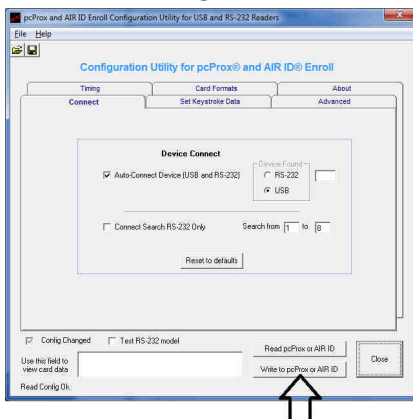 pcProx and AIR ID Enroll Configuration Utility for USB and RS-232 Readers
File Help
Configuration Utility for pcProx® and AIR ID® Enroll
Timing Card Formats About
Connect Set Keystroke Data Advanced
Device Connect
Device Found
Auto-Connect Device (USB and RS-232) RS-232
USB
Connect Search RS-232 Only Search from 1 to 8
Reset to defaults
Config Changed Test RS-232 model
Read pcProx or AIR ID
Use this field to view card data
Write to pcProx or AIR ID
Close
Read Config Ok